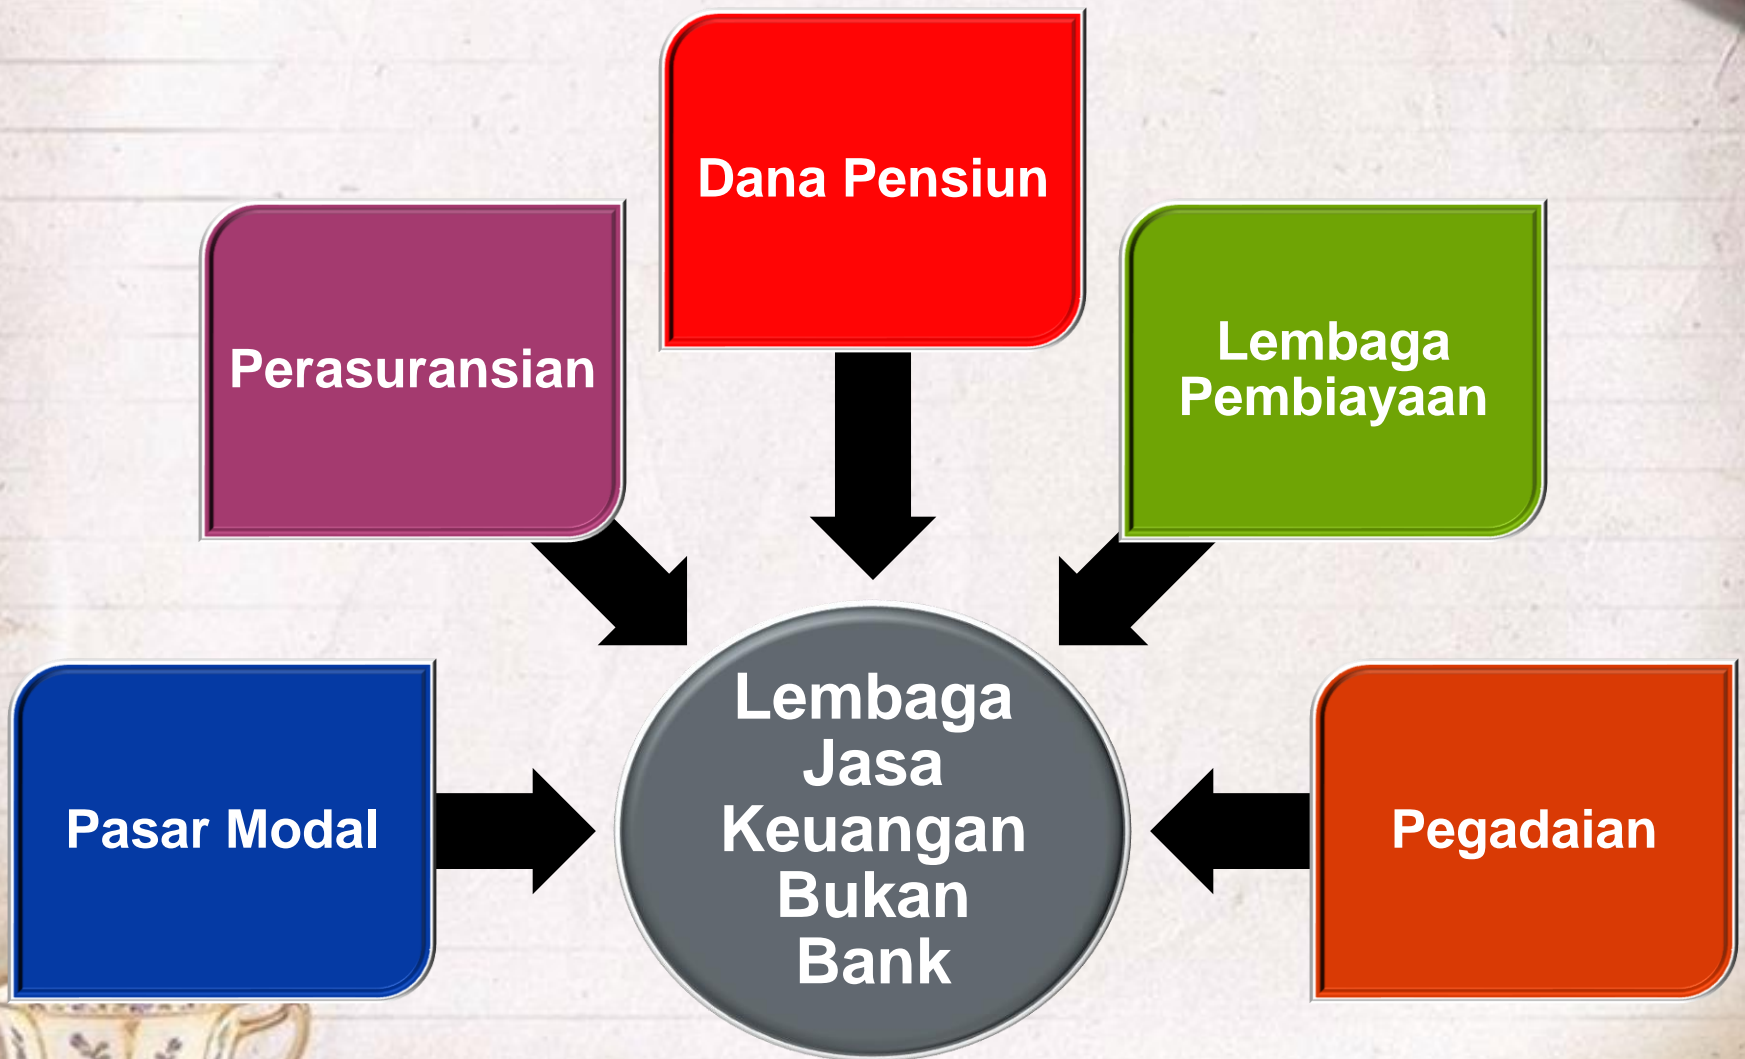 Dana Pensiun
Perasuransian
Lembaga
Pembiayaan
Pasar Modal
Lembaga
Jasa
Keuangan
Bukan
Bank
Pegadaian